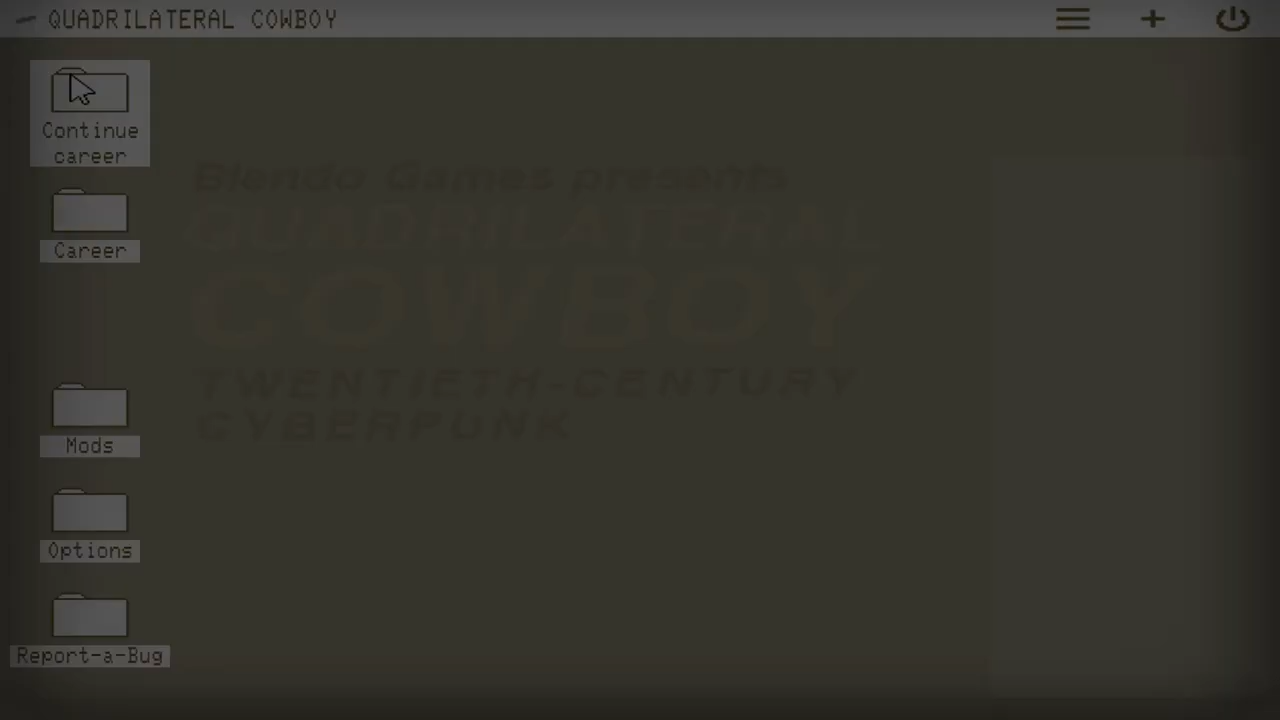 QUADRILATERAL COWBOY
Continue
career
Career
Mods
Options
Report-a-Bug
Blendo Games presents
QUADRILATERAL
COWBOY
TWENTIETH-CENTURY
CYBERPUNK